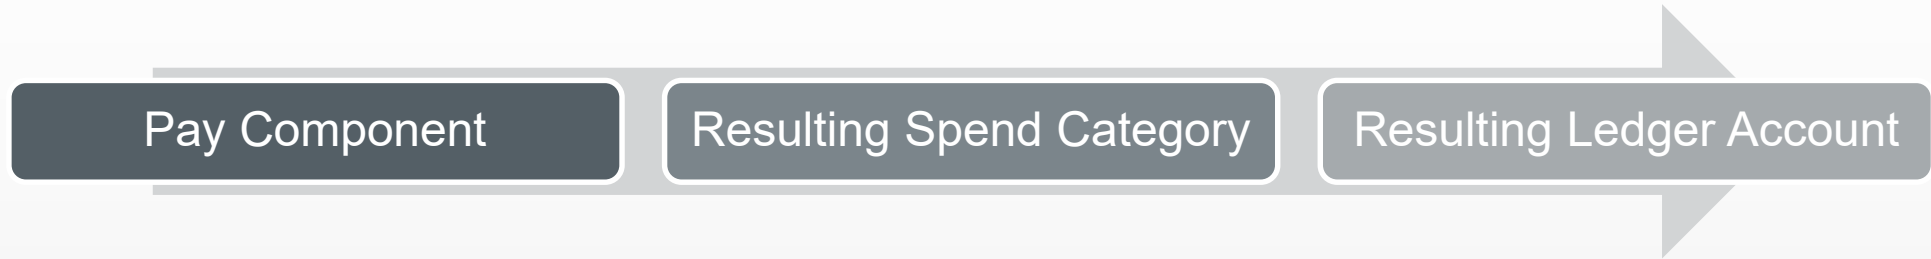 Pay Component
Resulting Spend Category
Resulting Ledger Account